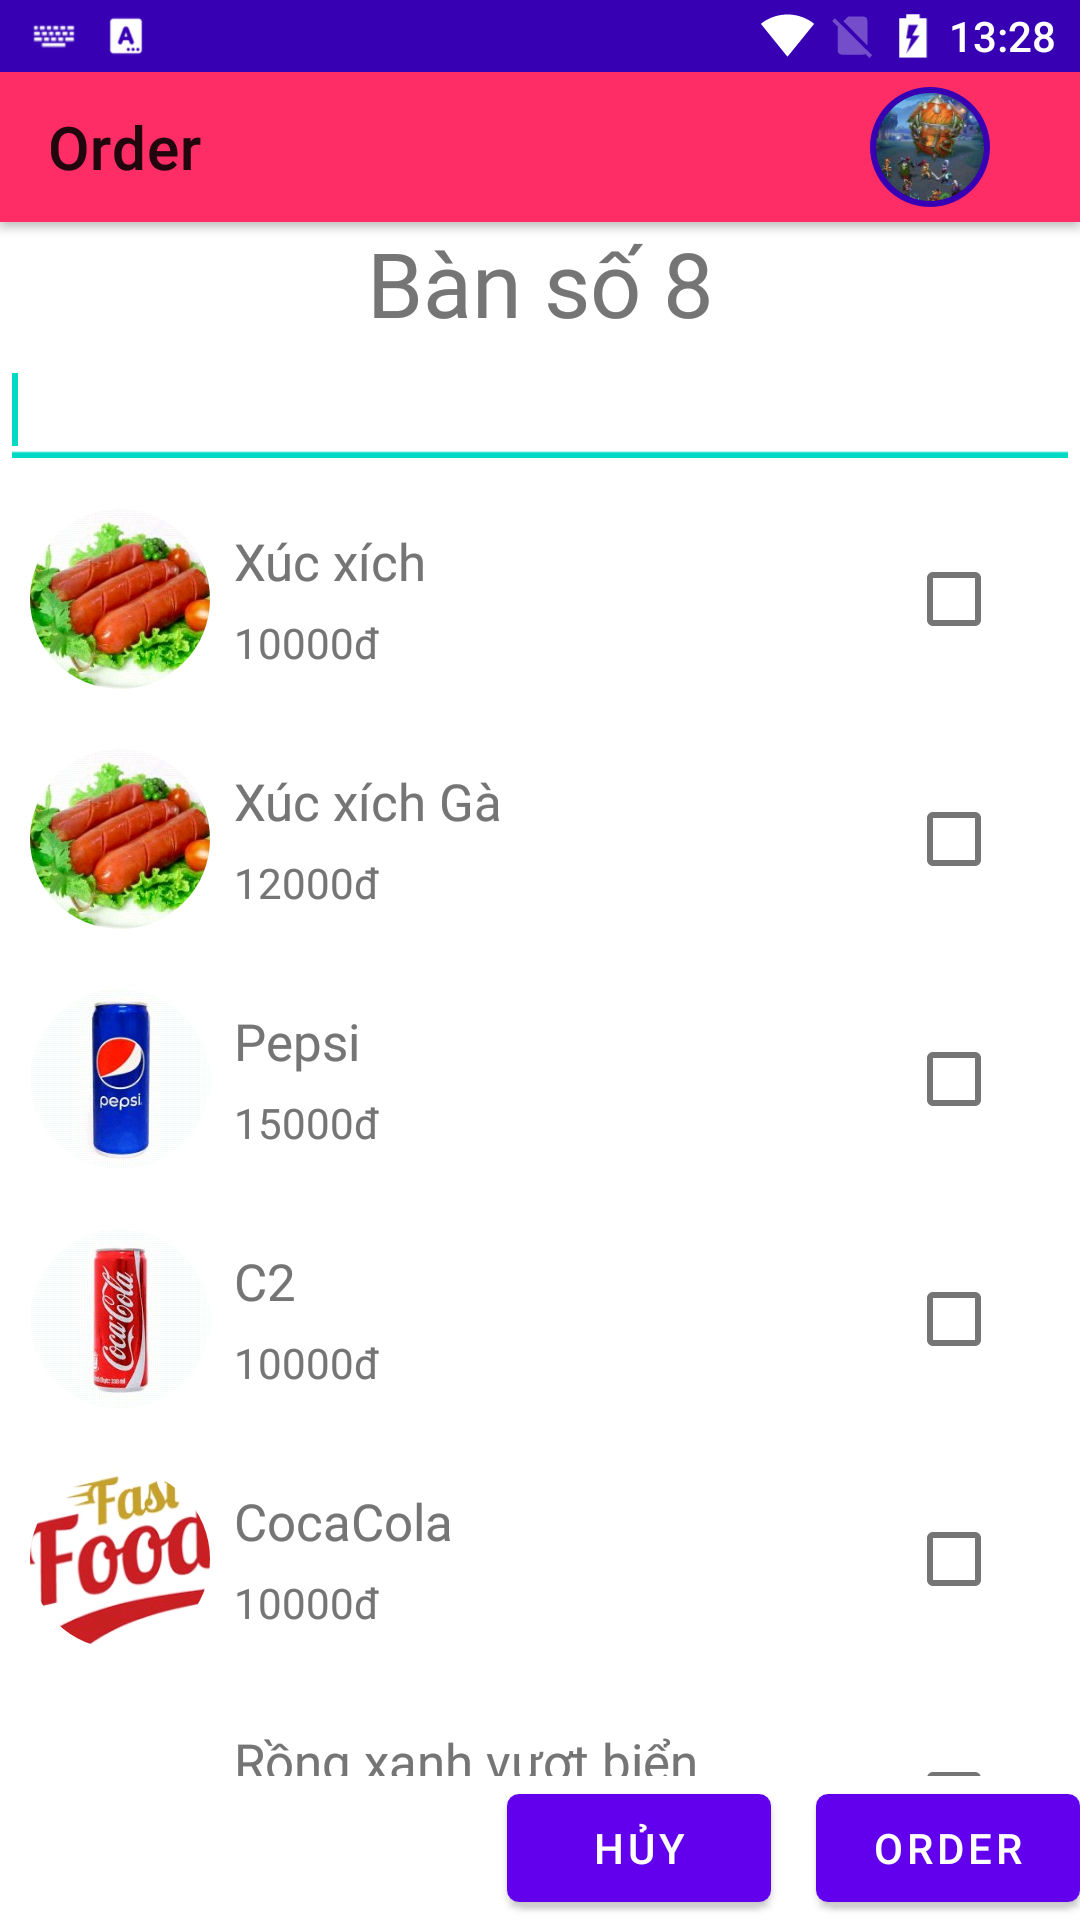 13:28
Order
Bàn số 8
Xúc xích
10000đ
Xúc xích Gà
12000đ
pepsi
Pepsi
15000đ
Coca-Cola
C2
10000đ
Fast
Food
CocaCola
10000đ
Rồng xanh vượt biển
HỦY
ORDER